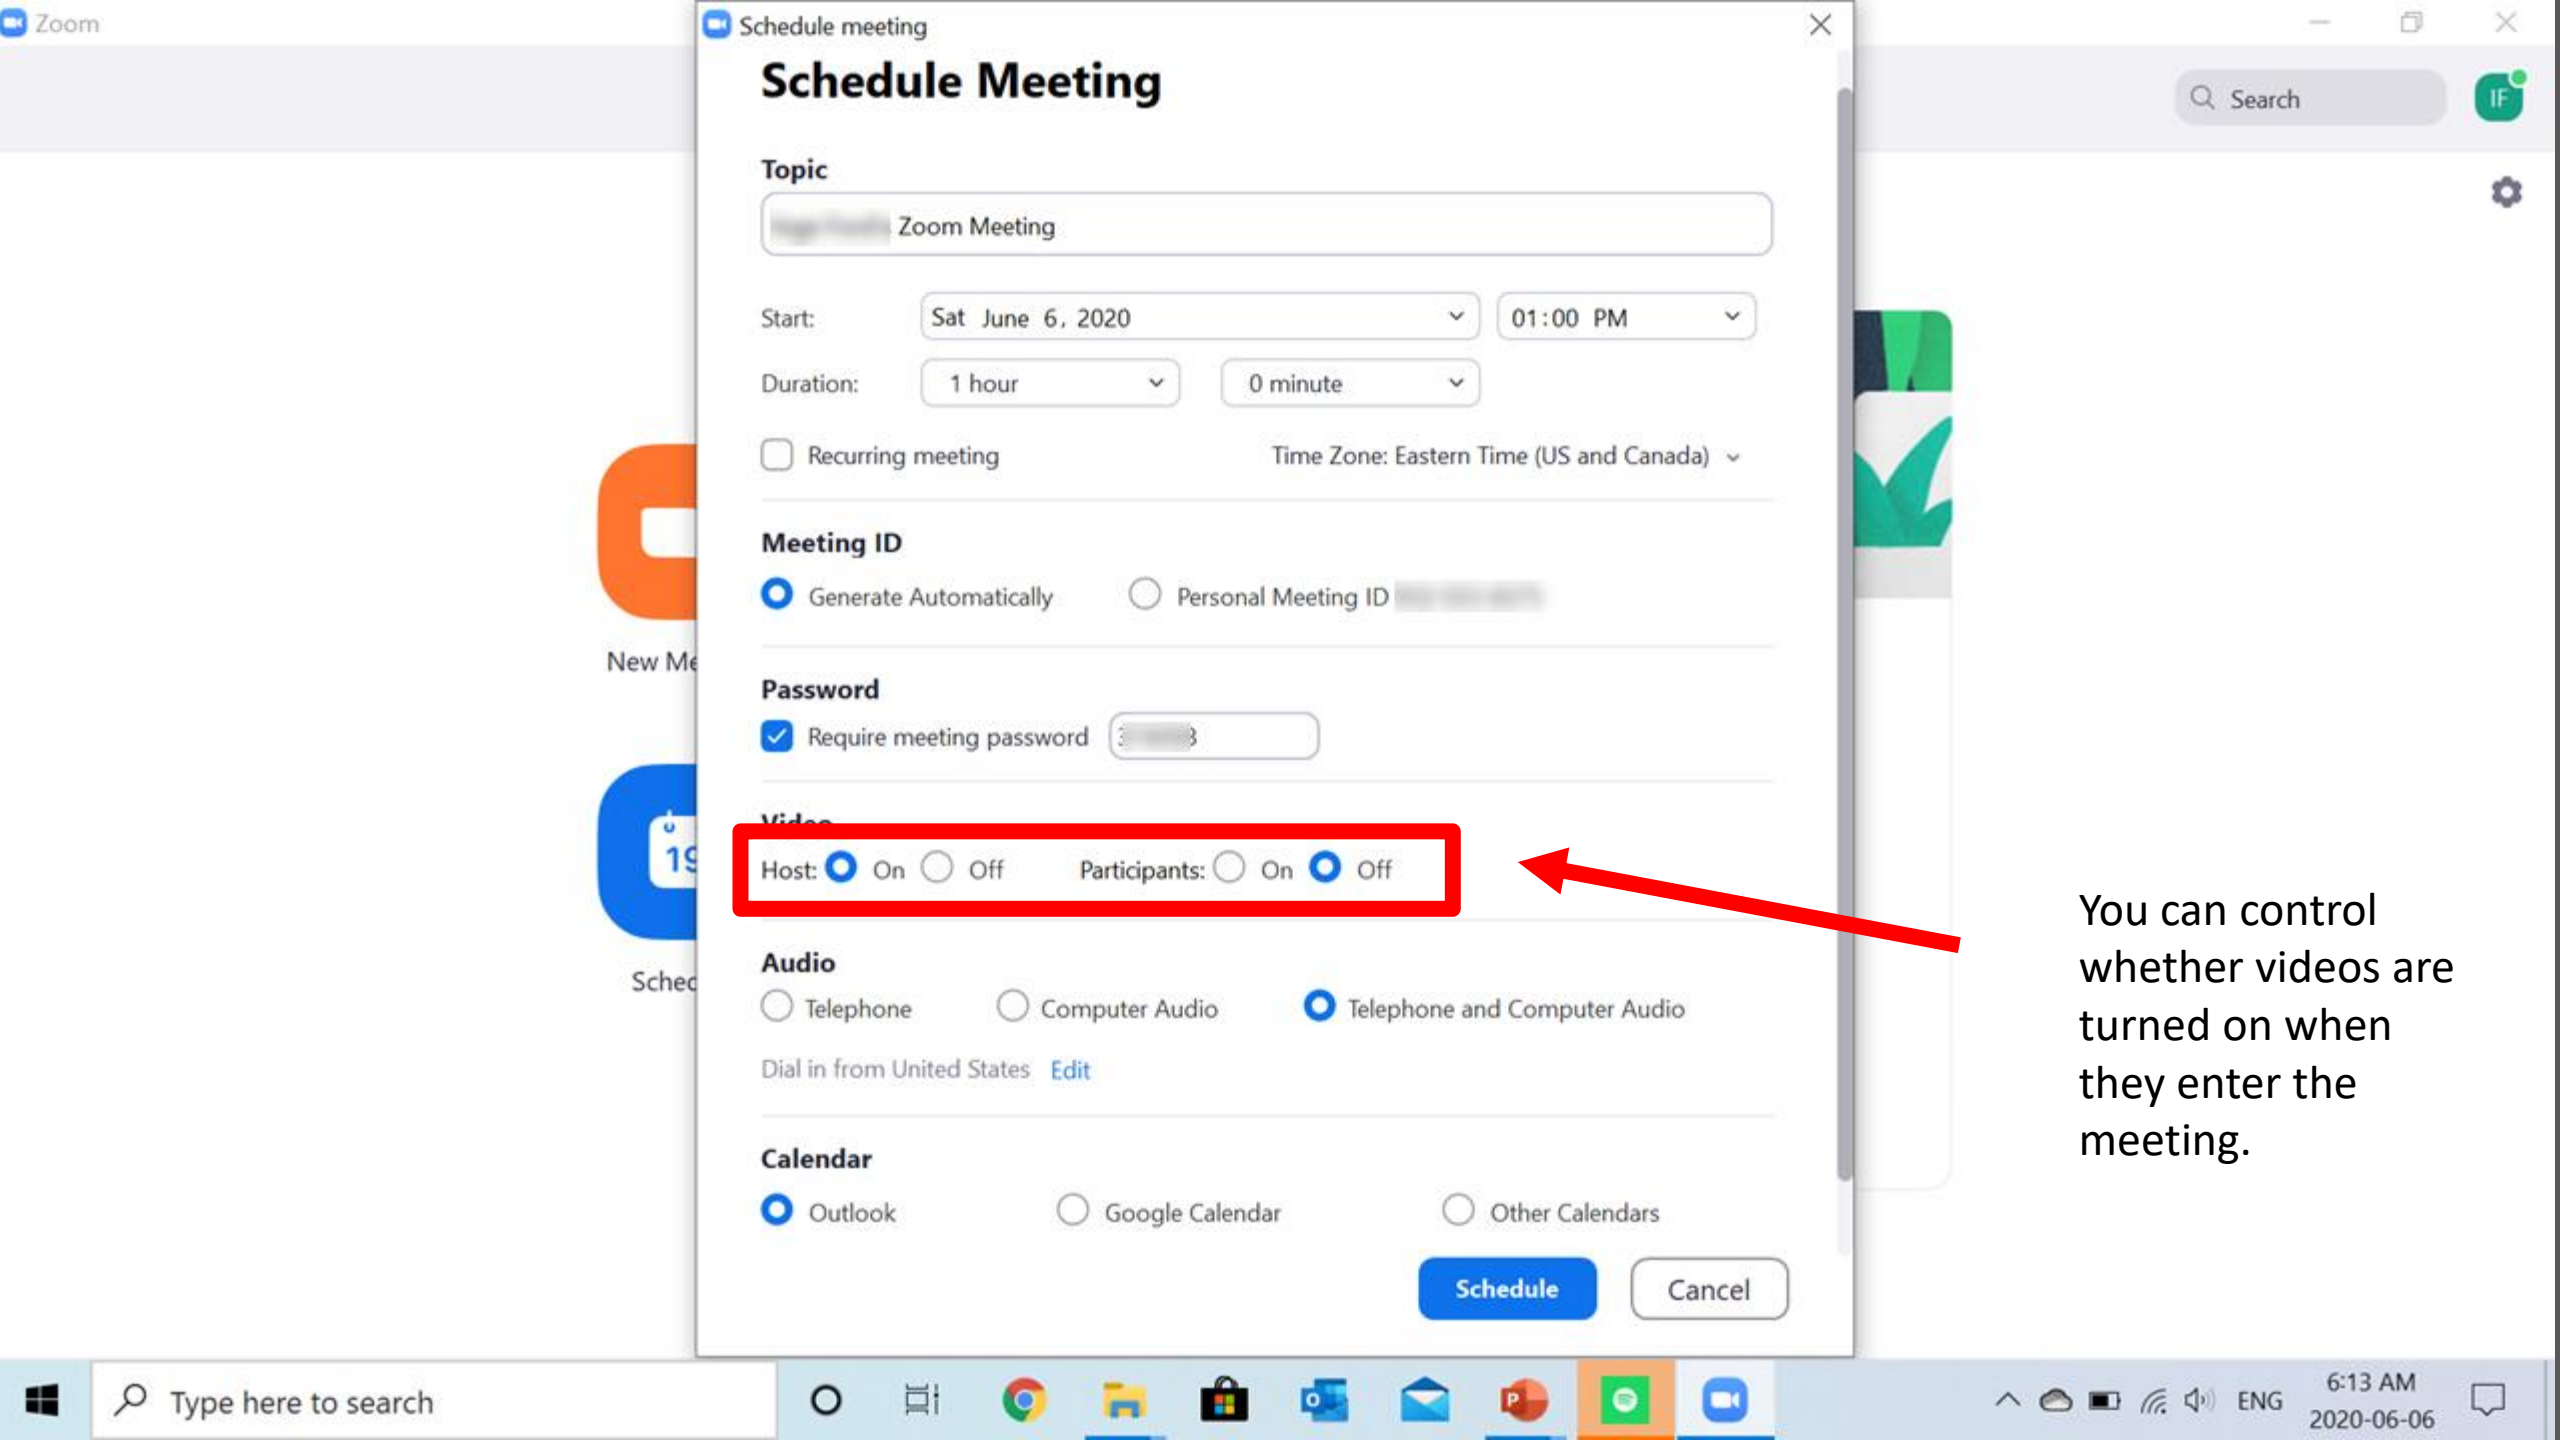 Zoom
Schedule meeting
Schedule Meeting
Search
IF
Topic
Zoom Meeting
Start: Sat June 6, 2020 01:00 PM
Duration: 1 hour 0 minute
Recurring meeting Time Zone: Eastern Time (US and Canada)
Meeting ID
Generate Automatically Personal Meeting ID
New Me
Password
Require meeting password
Video
19
Host: On Off Participants: On Off
You can control
whether videos are
turned on when
they enter the
meeting.
Audio
Sched
Telephone Computer Audio Telephone and Computer Audio
Dial in from United States Edit
Calendar
Outlook Google Calendar Other Calendars
Schedule Cancel
Type here to search
ENG
6:13 AM
2020-06-06